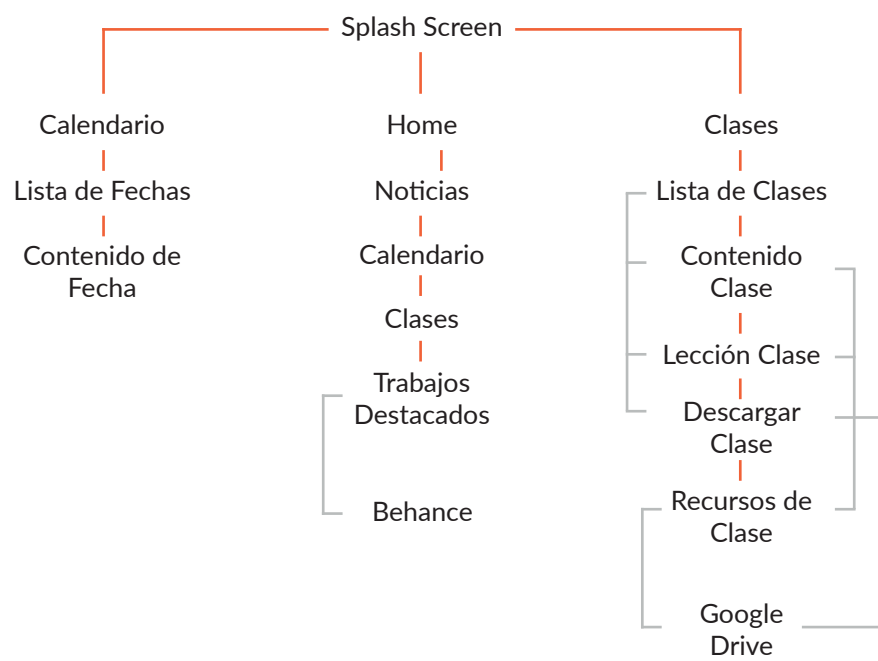 Splash Screen
Calendario
Home
Clases
Lista de Fechas
Noticias
Lista de Clases
Contenido de
Fecha
Calendario
Contenido
Clase
Clases
Lección Clase
Trabajos
Destacados
Descargar
Clase
Behance
Recursos de
Clase
Google
Drive